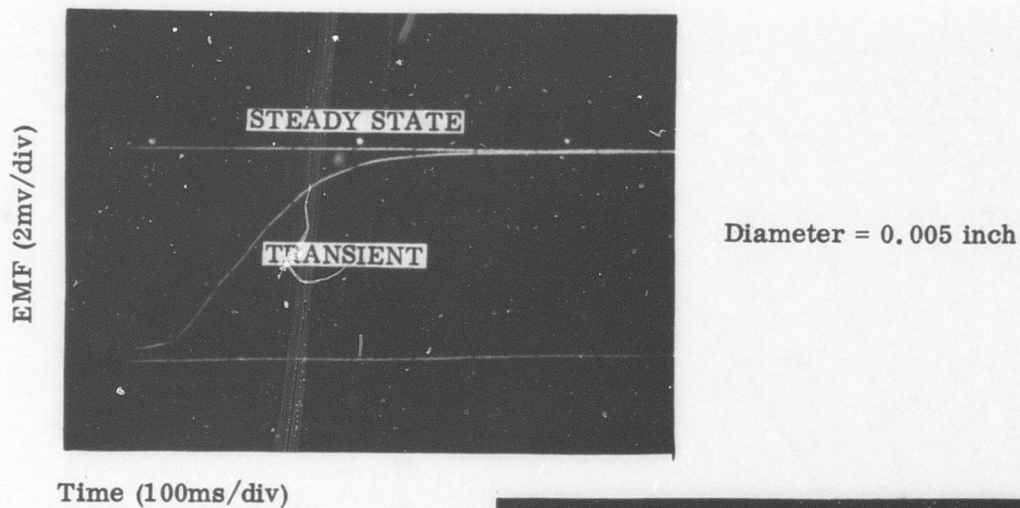 EMF (2mv/div)
STEADY STATE
TRANSIENT
Diameter = 0.005 inch
Time (100ms/div)